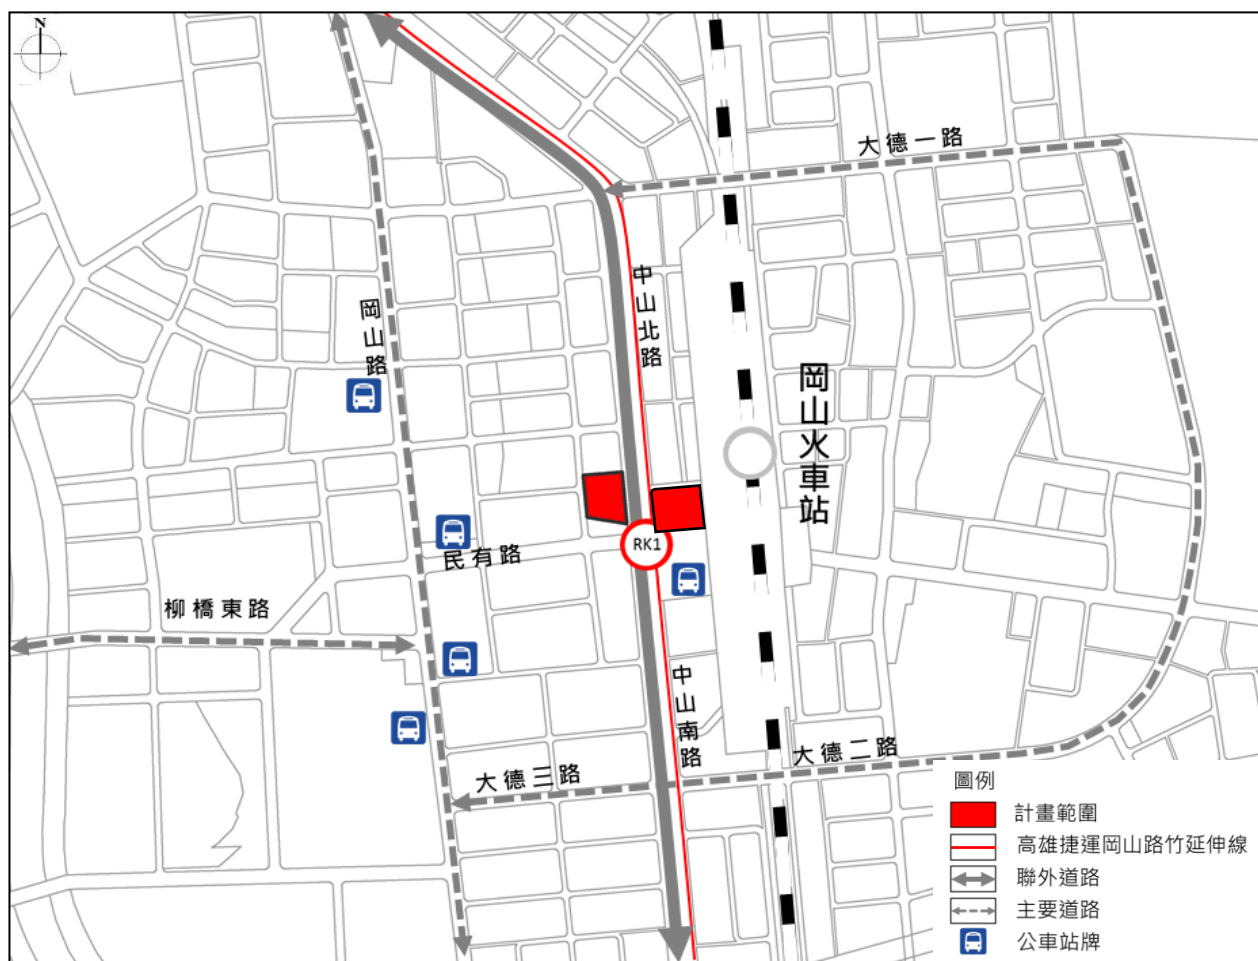 N
大德一路
中山北路
岡山路
岡山火車站
民有路
RK1
柳橋東路
中山南路
大德二路
大德三路
圖例
計畫範圍
高雄捷運岡山路竹延伸線
聯外道路
主要道路
公車站牌